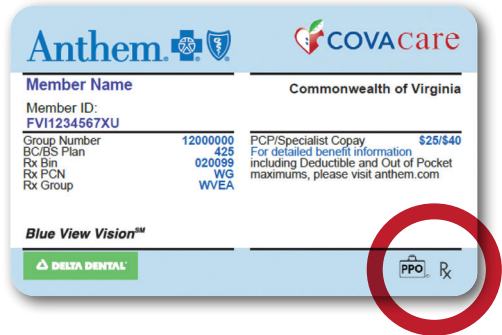 Anthem.
COVACare
Member Name
Commonwealth of Virginia
Member ID:
FVI1234567XU
Group Number 12000000
BC/BS Plan 425
Rx Bin 020099
Rx PCN WG
Rx Group WVEA
PCP/Specialist Copay $25/$40
For detailed benefit information
including Deductible and Out of Pocket
maximums, please visit anthem.com
Blue View Vision℠
DELTA DENTAL
PPO
Rx